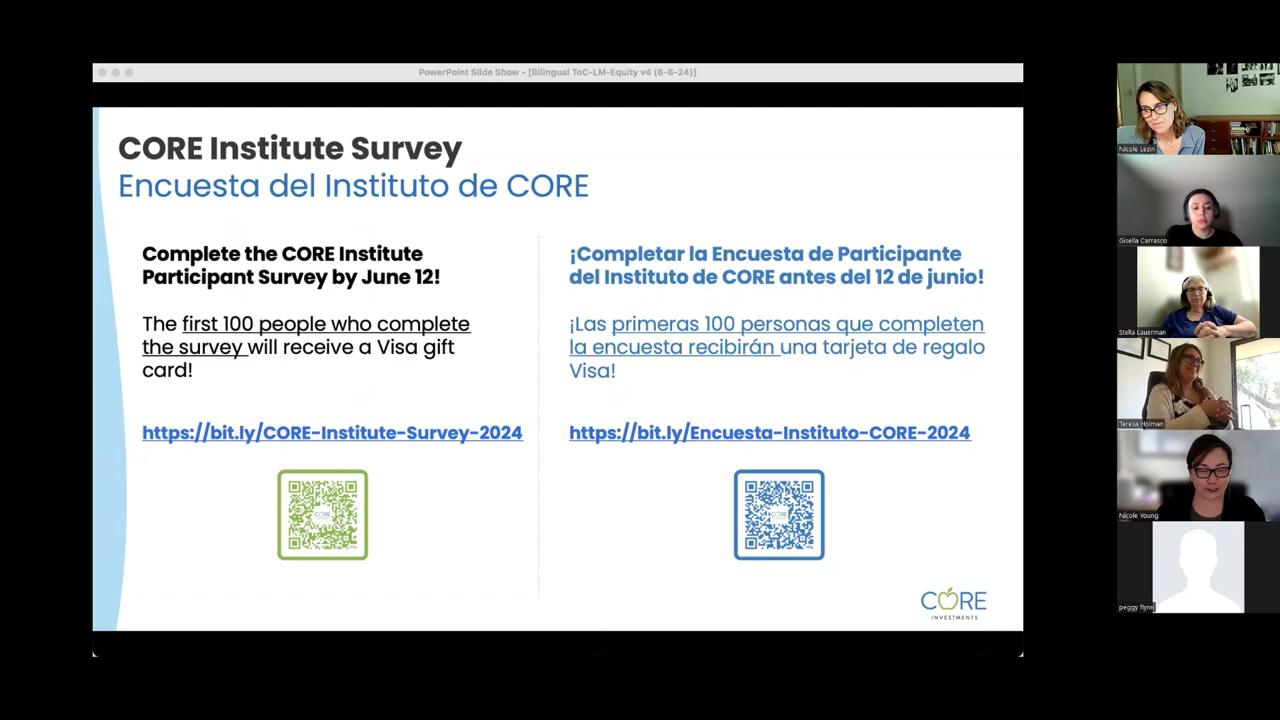 PowerPoint Slide Show - [Bilingual ToC-LM-Equity v4 (6-6-24)]
CORE Institute Survey
Encuesta del Instituto de CORE
Complete the CORE Institute
Participant Survey by June 12!
The first 100 people who complete
the survey will receive a Visa gift
card!
https://bit.ly/CORE-Institute-Survey-2024
¡Completar la Encuesta de Participante
del Instituto de CORE antes del 12 de junio!
¡Las primeras 100 personas que completen
la encuesta recibirán una tarjeta de regalo
Visa!
https://bit.ly/Encuesta-Instituto-CORE-2024
CORE
CORE
CORE
INVESTMENTS
Nicole Lezin
Gisella Carrasco
Stella Lauerman
Teresa Holman
Nicole Young
peggy flynn